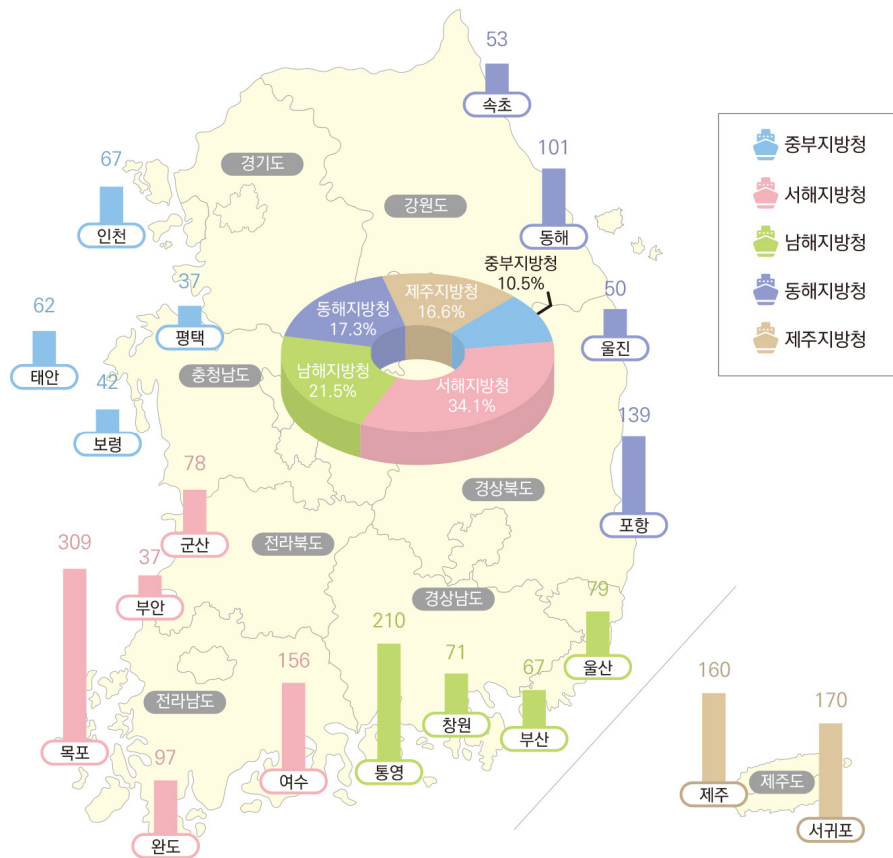 53
속초
67
인천
경기도
101
동해
강원도
중부지방청
서해지방청
남해지방청
동해지방청
제주지방청
중부지방청
10.5%
제주지방청
16.6%
동해지방청
17.3%
남해지방청
21.5%
서해지방청
34.1%
62
태안
37
평택
50
울진
충청남도
42
보령
139
포항
경상북도
78
군산
전라북도
309
목포
37
부안
경상남도
79
울산
210
통영
71
창원
67
부산
156
여수
전라남도
97
완도
160
제주
170
서귀포
제주도